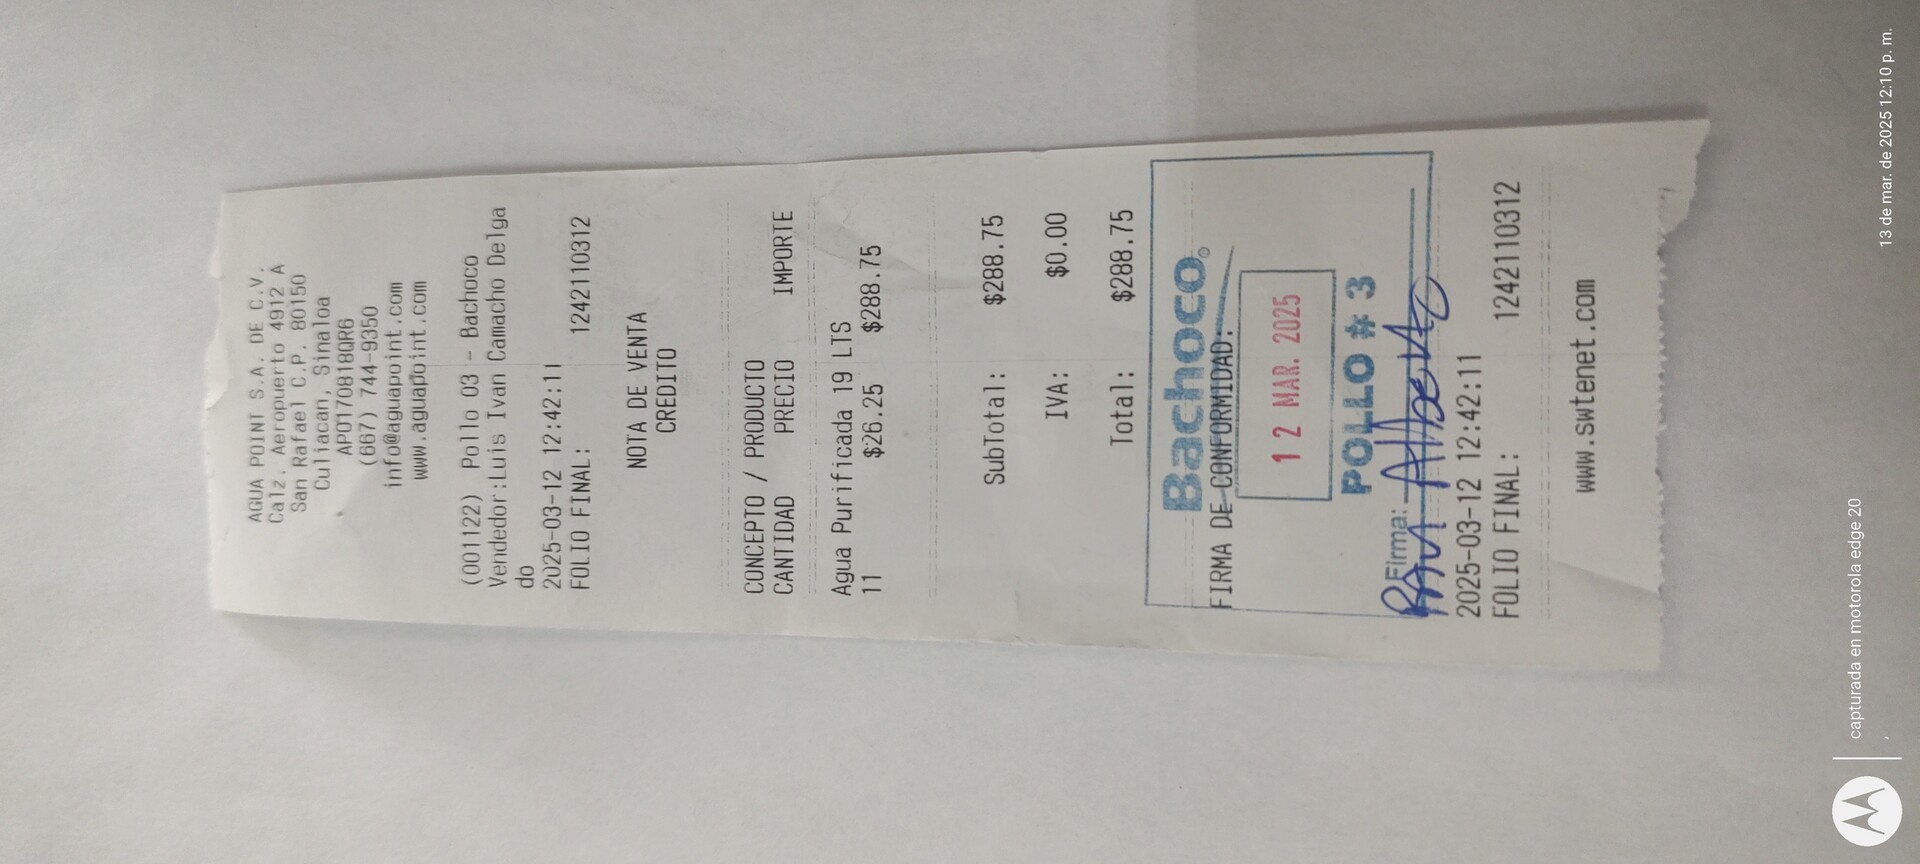 AGUA POINT S.A. DE C.V.
Calz. Aeropuerto 4912 A
San Rafael C.P. 80150
Culiacan, Sinaloa
APO170818QR6
(667) 744-9350
info@aguapoint.com
www.aguapoint.com
(001122) Pollo 03 - Bachoco
Vendedor:Luis Ivan Camacho Delga
do
2025-03-12 12:42:11
FOLIO FINAL: 1242110312
NOTA DE VENTA
CREDITO
CONCEPTO / PRODUCTO
CANTIDAD PRECIO IMPORTE
Agua Purificada 19 LTS
11 $26.25 $288.75
SubTotal: $288.75
IVA: $0.00
Total: $288.75
Bachoco®
FIRMA DE CONFORMIDAD:
12 MAR. 2025
POLLO # 3
Firma:
2025-03-12 12:42:11
FOLIO FINAL: 1242110312
www.swtenet.com
capturada en motorola edge 20
13 de mar. de 2025 12:10 p. m.